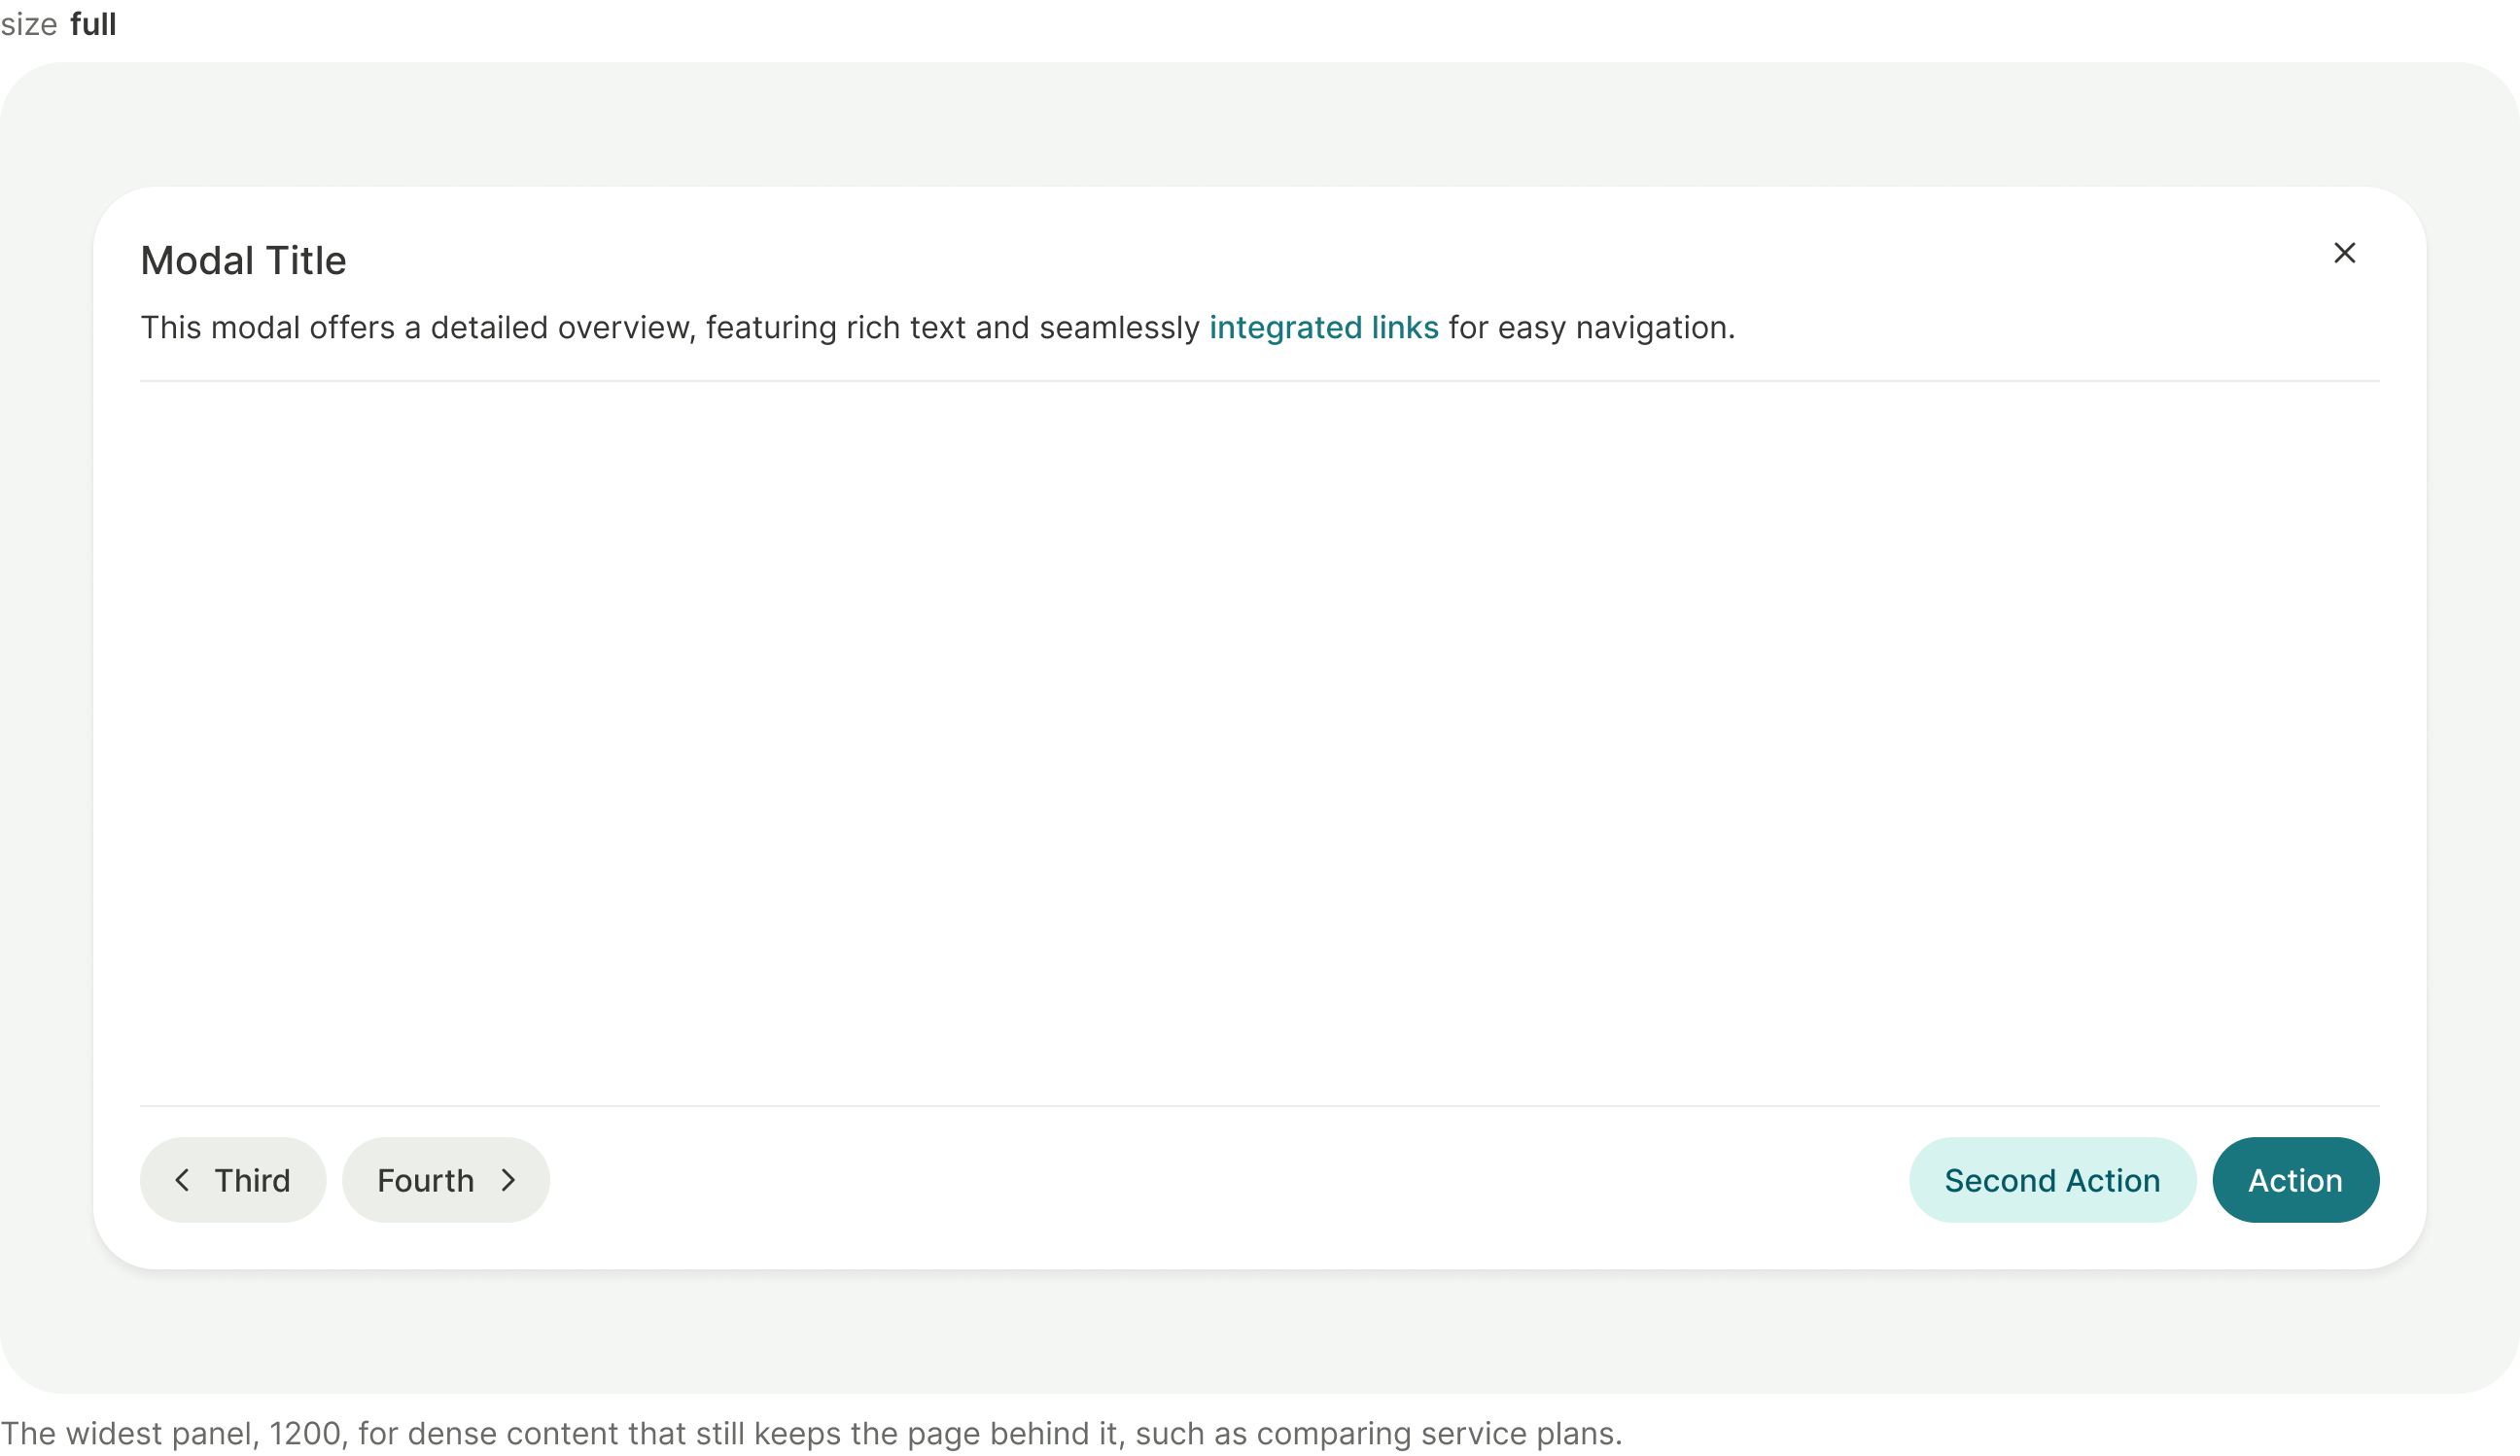 size full
Modal Title
This modal offers a detailed overview, featuring rich text and seamlessly integrated links for easy navigation.
Third Fourth Second Action Action
The widest panel, 1200, for dense content that still keeps the page behind it, such as comparing service plans.